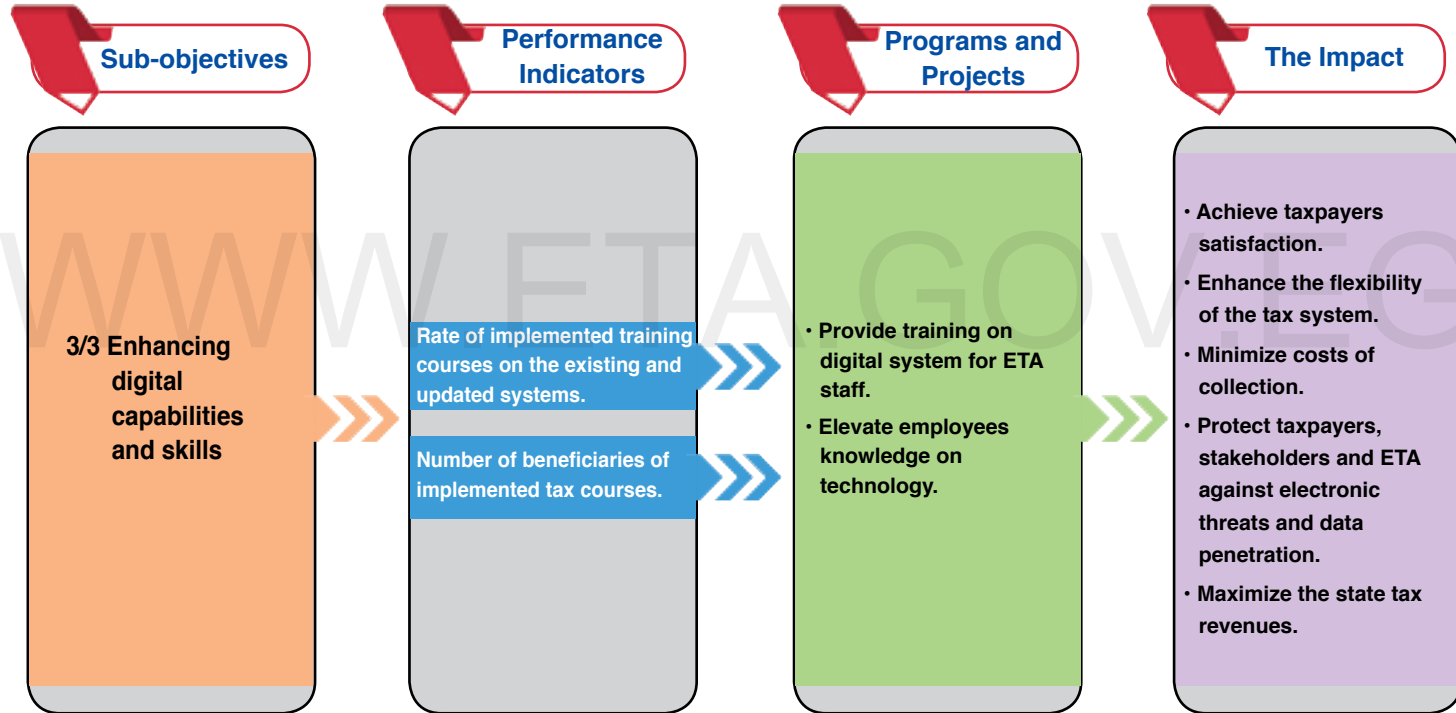 Sub-objectives
Performance
Indicators
Programs and
Projects
The Impact
3/3 Enhancing
digital
capabilities
and skills
Rate of implemented training
courses on the existing and
updated systems.
Number of beneficiaries of
implemented tax courses.
· Provide training on
digital system for ETA
staff.
· Elevate employees
knowledge on
technology.
· Achieve taxpayers
satisfaction.
· Enhance the flexibility
of the tax system.
· Minimize costs of
collection.
· Protect taxpayers,
stakeholders and ETA
against electronic
threats and data
penetration.
· Maximize the state tax
revenues.
WWW.ETA.GOV.EG